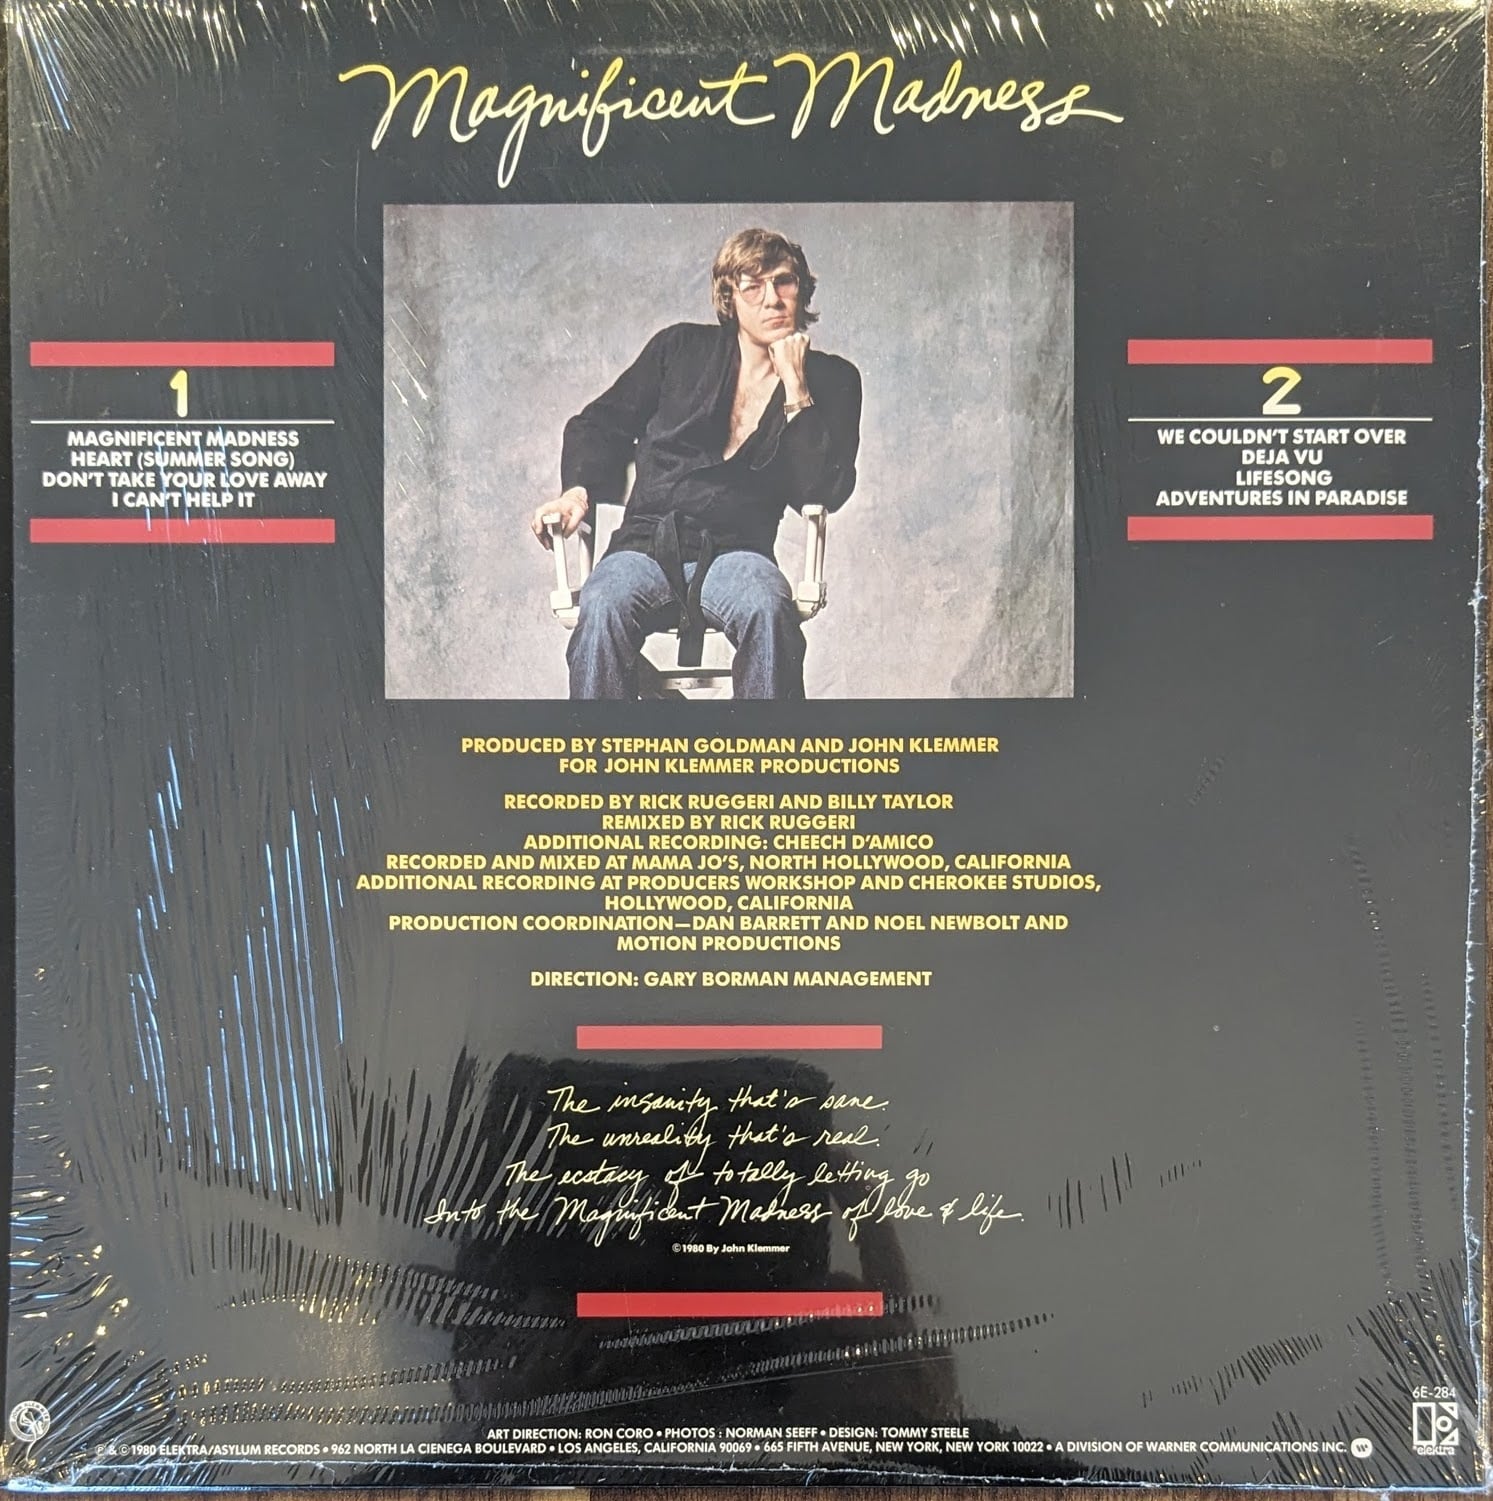 Magnificent Madness
1
MAGNIFICENT MADNESS
HEART (SUMMER SONG)
DON'T TAKE YOUR LOVE AWAY
I CAN'T HELP IT
2
WE COULDN'T START OVER
DEJA VU
LIFESONG
ADVENTURES IN PARADISE
PRODUCED BY STEPHAN GOLDMAN AND JOHN KLEMMER
FOR JOHN KLEMMER PRODUCTIONS
RECORDED BY RICK RUGGERI AND BILLY TAYLOR
REMIXED BY RICK RUGGERI
ADDITIONAL RECORDING: CHEECH D'AMICO
RECORDED AND MIXED AT MAMA JO'S, NORTH HOLLYWOOD, CALIFORNIA
ADDITIONAL RECORDING AT PRODUCERS WORKSHOP AND CHEROKEE STUDIOS,
HOLLYWOOD, CALIFORNIA
PRODUCTION COORDINATION—DAN BARRETT AND NOEL NEWBOLT AND
MOTION PRODUCTIONS
DIRECTION: GARY BORMAN MANAGEMENT
The insanity that's sane.
The unreality that's real.
The ecstacy of totally letting go
Into the Magnificent Madness of love & life.
©1980 By John Klemmer
6E-284
elektra
ART DIRECTION: RON CORO • PHOTOS : NORMAN SEEFF • DESIGN: TOMMY STEELE
℗ & ©1980 ELEKTRA/ASYLUM RECORDS • 962 NORTH LA CIENEGA BOULEVARD • LOS ANGELES, CALIFORNIA 90069 • 665 FIFTH AVENUE, NEW YORK, NEW YORK 10022 • A DIVISION OF WARNER COMMUNICATIONS INC.